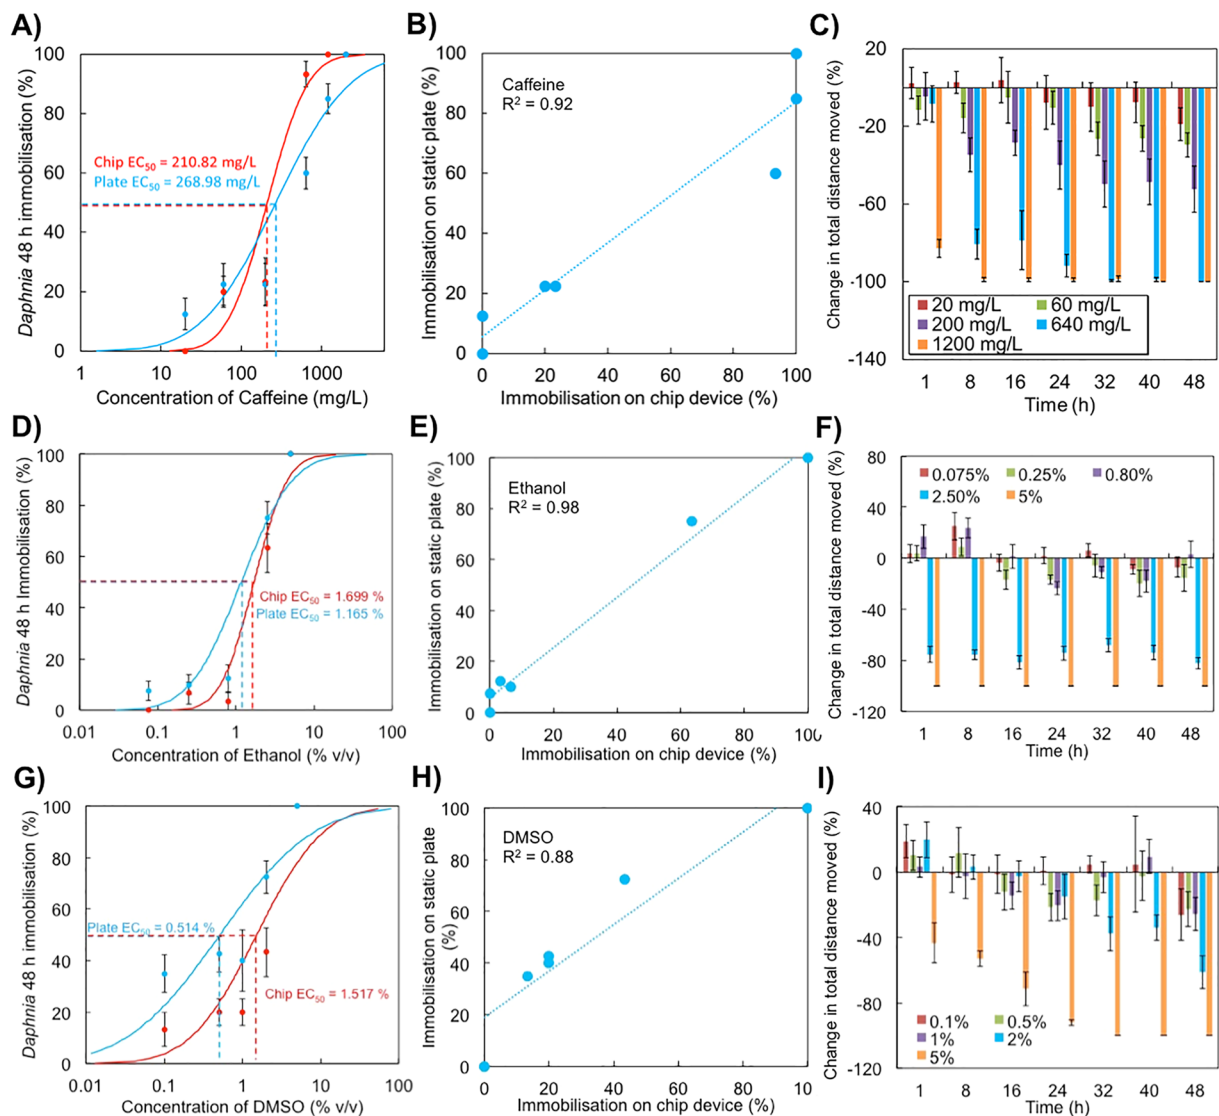 A)
Daphnia 48 h immobilisation (%)
100
80
60
40
20
0
Chip EC50 = 210.82 mg/L
Plate EC50 = 268.98 mg/L
1 10 100 1000
Concentration of Caffeine (mg/L)
B)
Immobilisation on static plate (%)
100
80
60
40
20
0
Caffeine
R2 = 0.92
0 20 40 60 80 100
Immobilisation on chip device (%)
C)
Change in total distance moved (%)
20
-20
-60
-100
-140
20 mg/L 60 mg/L
200 mg/L 640 mg/L
1200 mg/L
1 8 16 24 32 40 48
Time (h)
D)
Daphnia 48 h Immobilisation (%)
100
80
60
40
20
0
Chip EC50 = 1.699 %
Plate EC50 = 1.165 %
0.01 0.1 1 10 100
Concentration of Ethanol (% v/v)
E)
Immobilisation on static plate (%)
100
80
60
40
20
0
Ethanol
R2 = 0.98
0 20 40 60 80 100
Immobilisation on chip device (%)
F)
Change in total distance moved (%)
80
40
0
-40
-80
-120
0.075% 0.25% 0.80%
2.50% 5%
1 8 16 24 32 40 48
Time (h)
G)
Daphnia 48 h immobilisation (%)
100
80
60
40
20
0
Plate EC50 = 0.514 %
Chip EC50 = 1.517 %
0.01 0.1 1 10 100
Concentration of DMSO (% v/v)
H)
Immobilisation on static plate
(%)
100
80
60
40
20
0
DMSO
R2 = 0.88
0 20 40 60 80 100
Immobilisation on chip device (%)
I)
Change in total distance moved (%)
40
0
-40
-80
-120
0.1% 0.5%
1% 2%
5%
1 8 16 24 32 40 48
Time (h)